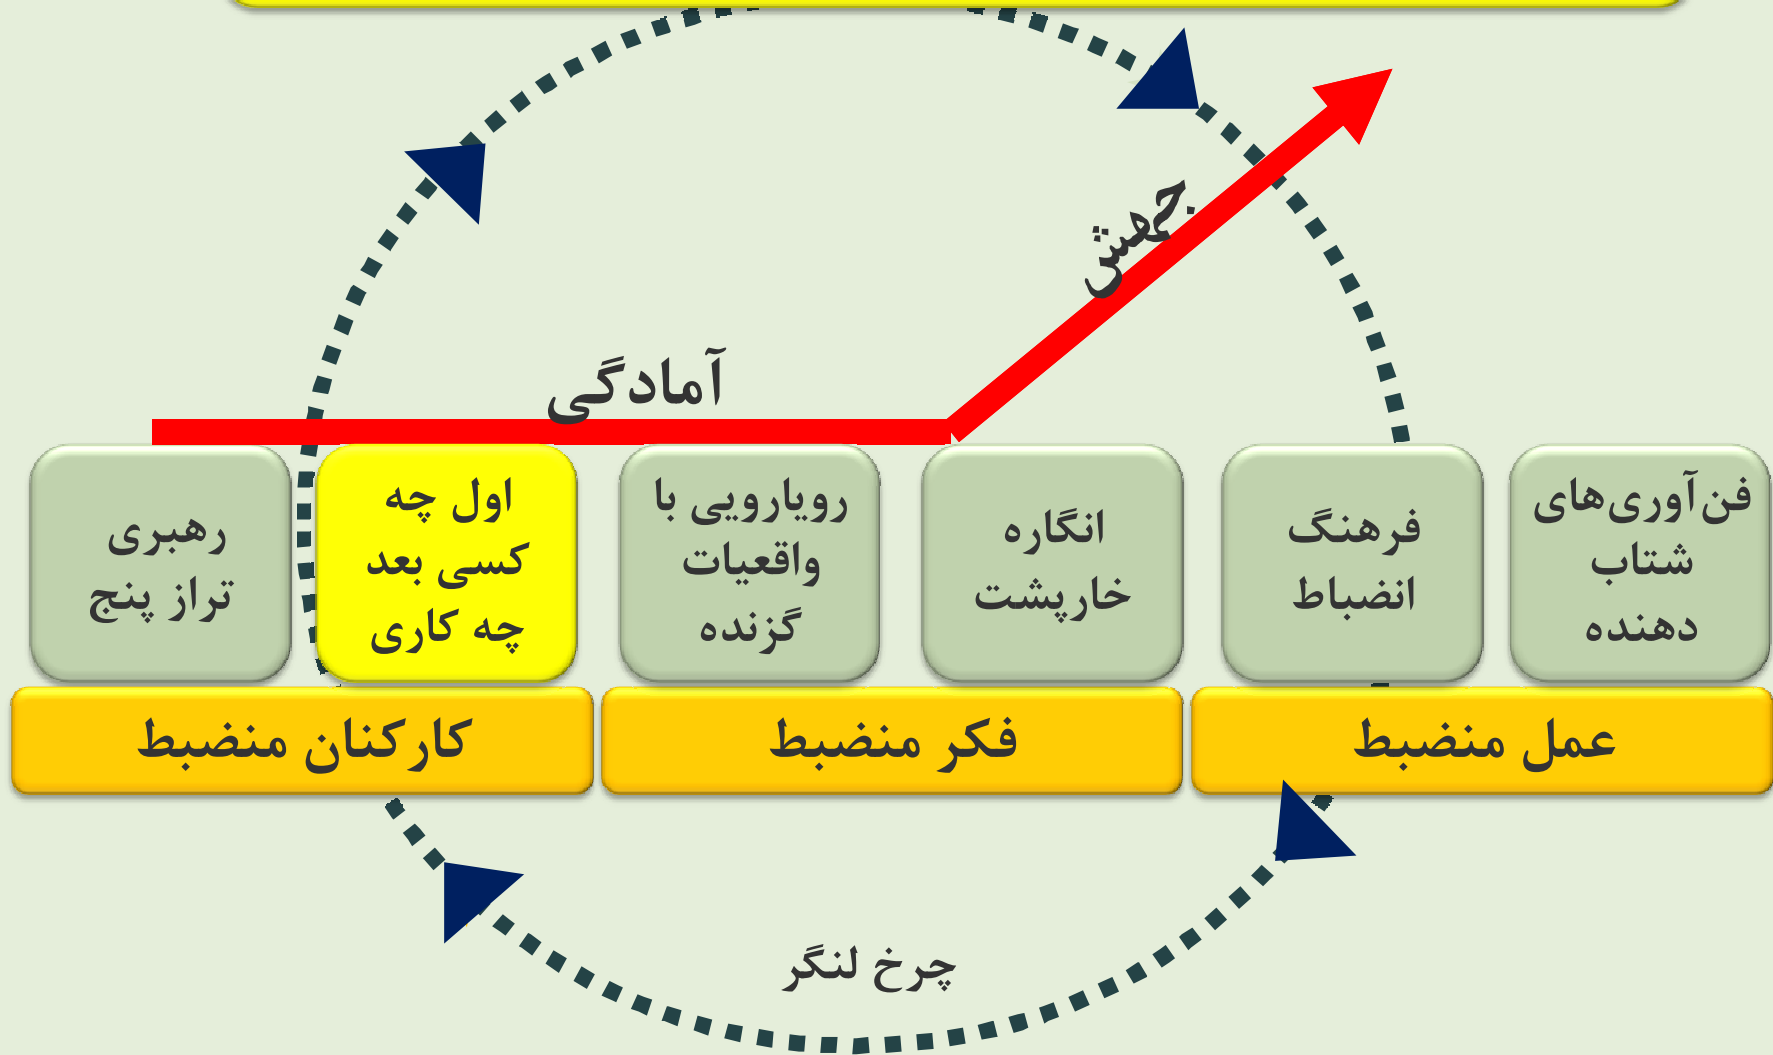 جهش
آمادگی
رهبری
تراز پنج
اول چه
کسی بعد
چه کاری
رویارویی با
واقعیات
گزنده
انگاره
خارپشت
فرهنگ
انضباط
فن‌آوری‌های
شتاب
دهنده
کارکنان منضبط
فکر منضبط
عمل منضبط
چرخ لنگر